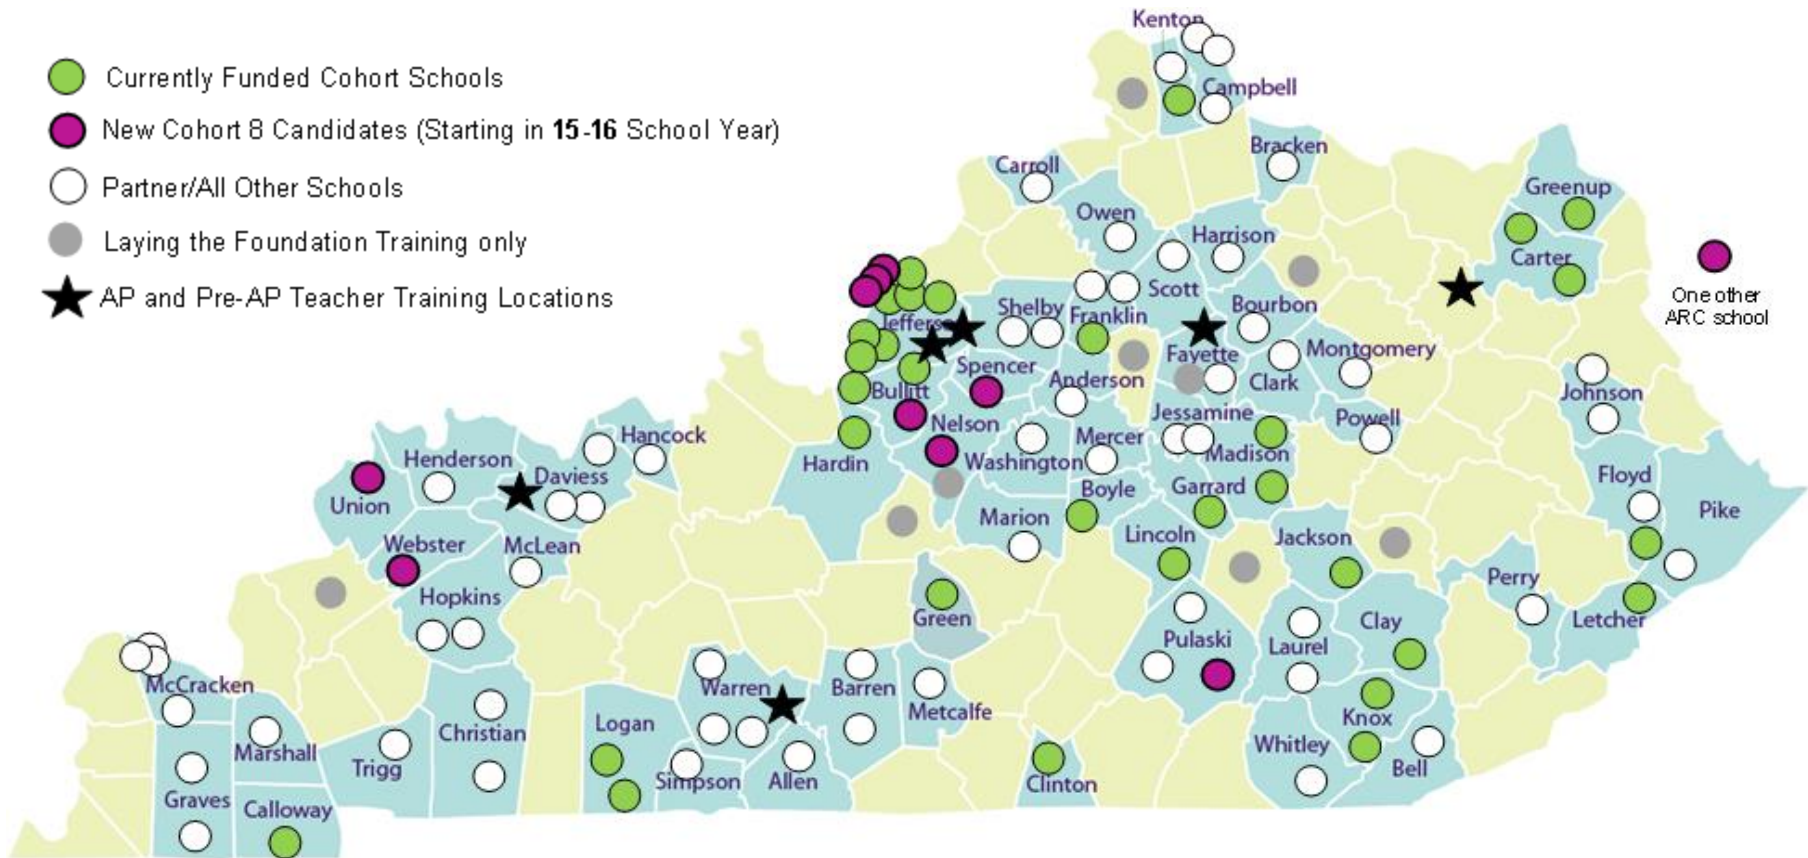 Kenton
Currently Funded Cohort Schools
Campbell
New Cohort 8 Candidates (Starting in 15-16 School Year)
Bracken
Carroll
Partner/All Other Schools
Greenup
Owen
Laying the Foundation Training only
Harrison
Carter
AP and Pre-AP Teacher Training Locations
Scott
One other
ARC school
Shelby
Bourbon
Franklin
Jefferso
Montgomery
Fayette
Spencer
Anderson
Clark
Bullitt
Johnson
Jessamine
Powell
Nelson
Hancock
Mercer
Madison
Henderson
Washington
Hardin
Daviess
Floyd
Garrard
Boyle
Union
Pike
Marion
Lincoln
Jackson
Webster
McLean
Perry
Hopkins
Green
Clay
Letcher
Pulaski
Laurel
McCracken
Warren
Barren
Metcalfe
Knox
Logan
Christian
Whitley
Marshall
Trigg
Bell
Simpson
Allen
Clinton
Graves
Calloway